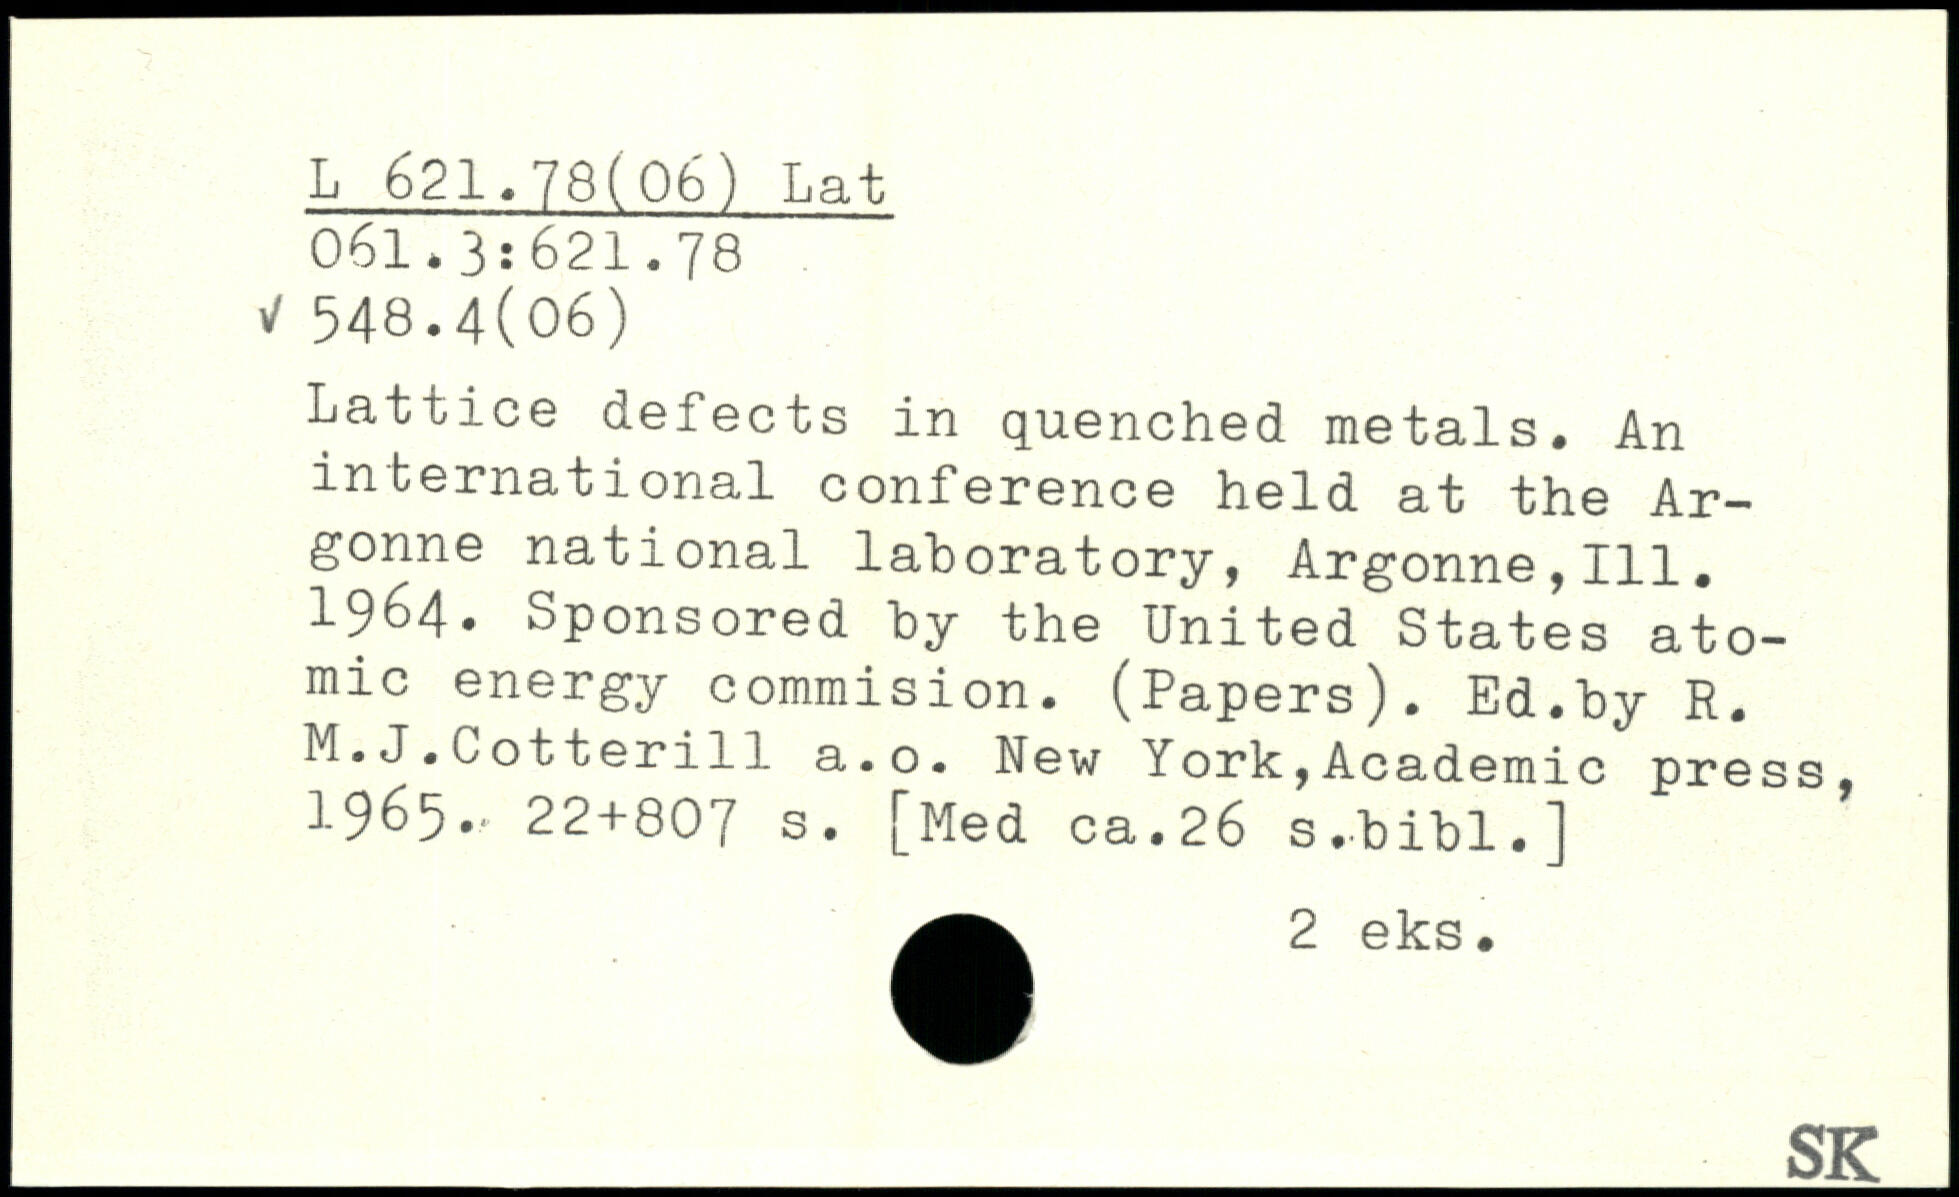 L 621.78(06) Lat
061.3:621.78
√ 548.4(06)
Lattice defects in quenched metals. An
international conference held at the Ar-
gonne national laboratory, Argonne,Ill.
1964. Sponsored by the United States ato-
mic energy commision. (Papers). Ed.by R.
M.J.Cotterill a.o. New York,Academic press,
1965. 22+807 s. [Med ca.26 s.bibl.]
2 eks.
SK